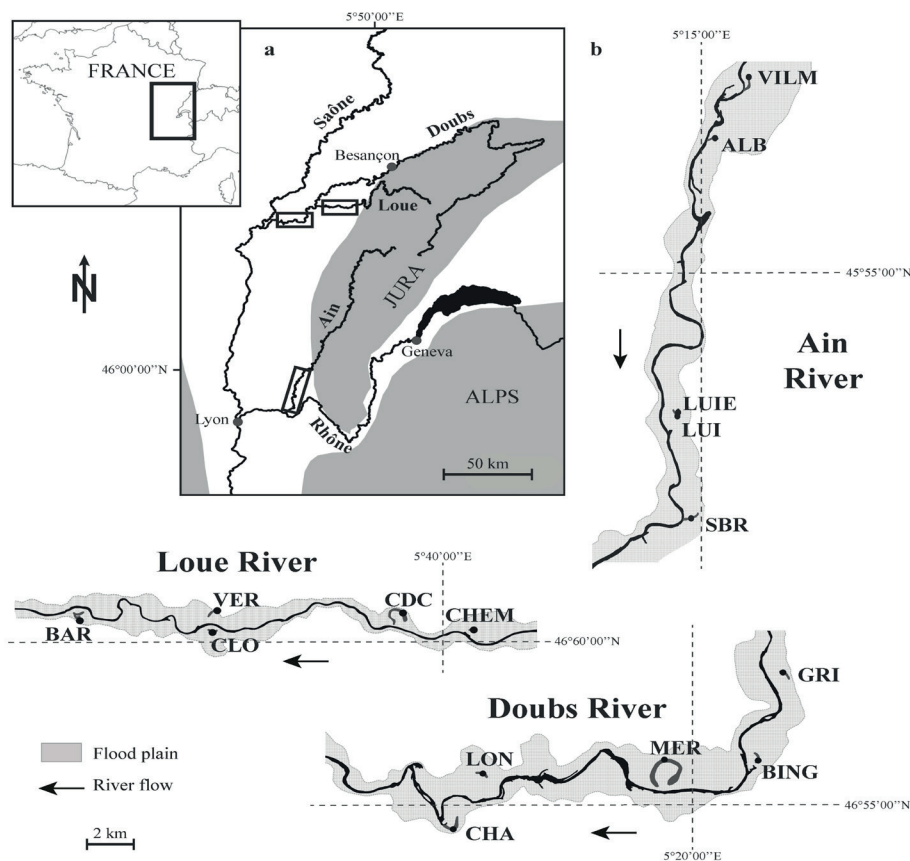 5°50'00''E
FRANCE
a
Saône
Doubs
Besançon
Loue
JURA
Ain
Geneva
46°00'00''N
ALPS
Lyon
Rhône
50 km
N
b
5°15'00''E
VILM
ALB
45°55'00''N
Ain
River
LUIE
LUI
SBR
Loue River
5°40'00''E
VER
CDC
CHEM
BAR
CLO
46°60'00''N
Doubs River
GRI
MER
LON
BING
46°55'00''N
CHA
5°20'00''E
Flood plain
River flow
2 km